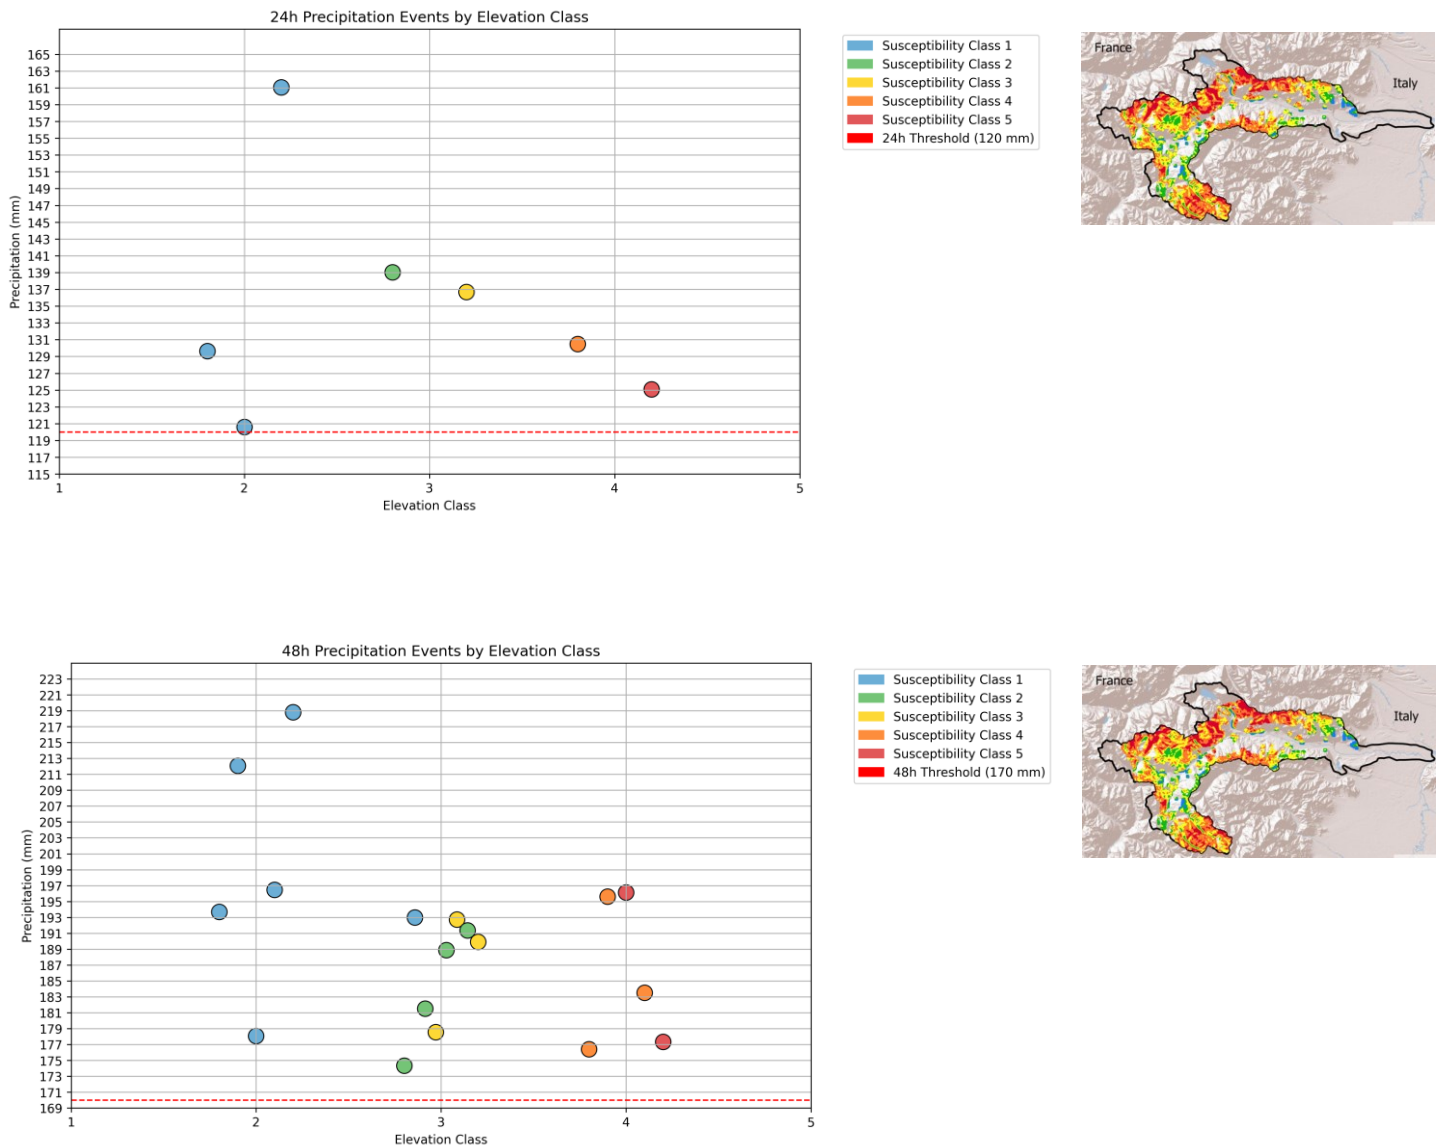 24h Precipitation Events by Elevation Class
Precipitation (mm)
165
163
161
159
157
155
153
151
149
147
145
143
141
139
137
135
133
131
129
127
125
123
121
119
117
115
1 2 3 4 5
Elevation Class
Susceptibility Class 1
Susceptibility Class 2
Susceptibility Class 3
Susceptibility Class 4
Susceptibility Class 5
24h Threshold (120 mm)
France
Italy
48h Precipitation Events by Elevation Class
Precipitation (mm)
223
221
219
217
215
213
211
209
207
205
203
201
199
197
195
193
191
189
187
185
183
181
179
177
175
173
171
169
1 2 3 4 5
Elevation Class
Susceptibility Class 1
Susceptibility Class 2
Susceptibility Class 3
Susceptibility Class 4
Susceptibility Class 5
48h Threshold (170 mm)
France
Italy